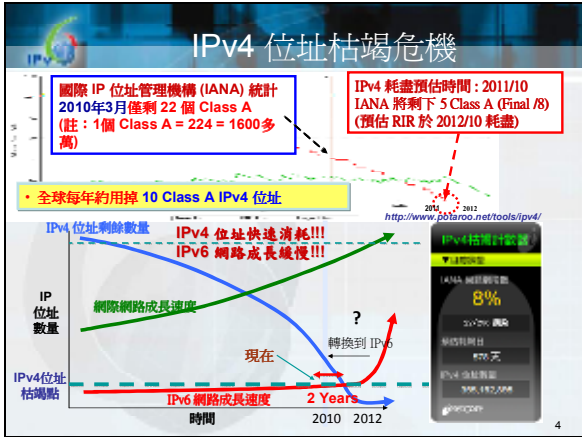 IPv4 位址枯竭危機
IPv6
國際 IP 位址管理機構 (IANA) 統計
2010年3月僅剩 22 個 Class A
(註：1個 Class A = 224 = 1600多
萬)
IPv4 耗盡預估時間 : 2011/10
IANA 將剩下 5 Class A (Final /8)
(預估 RIR 於 2012/10 耗盡)
• 全球每年約用掉 10 Class A IPv4 位址
2011 2012
http://www.potaroo.net/tools/ipv4/
IPv4 位址剩餘數量
IPv4 位址快速消耗!!!
IPv6 網路成長緩慢!!!
IP
位址
數量
網際網路成長速度
?
轉換到 IPv6
現在
IPv4位址
枯竭點
IPv6 網路成長速度
2 Years
時間
2010 2012
IPv4枯竭計數器
8%
4